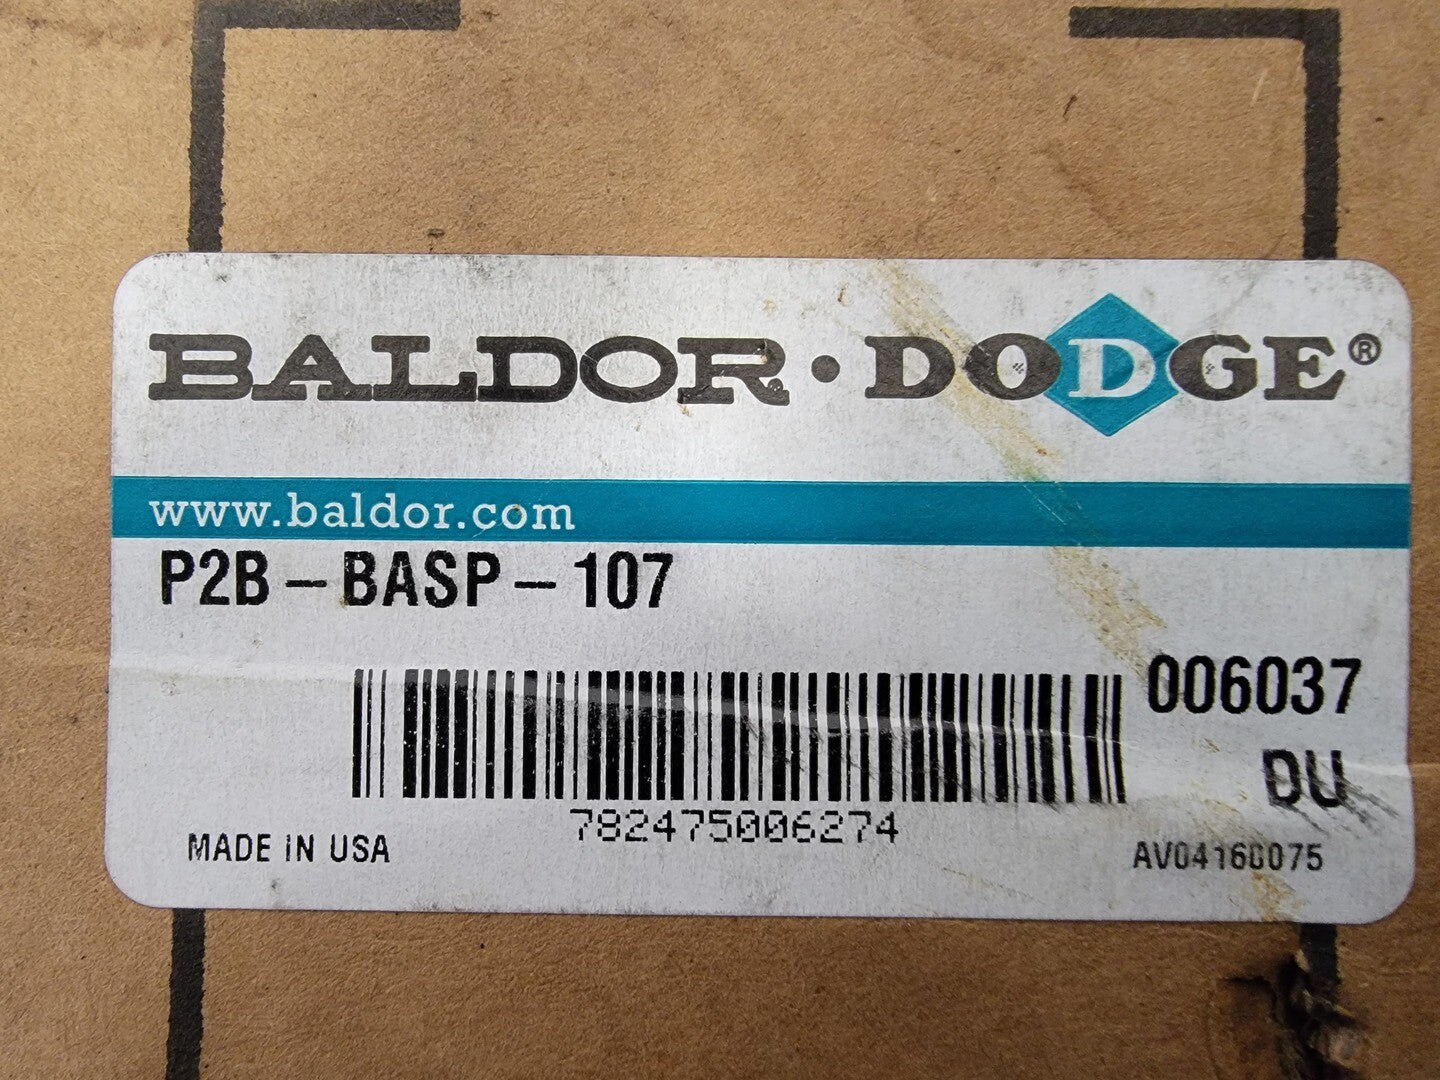 BALDOR • DODGE®
www.baldor.com
P2B-BASP-107
006037
DU
782475006274
MADE IN USA
AV04160075